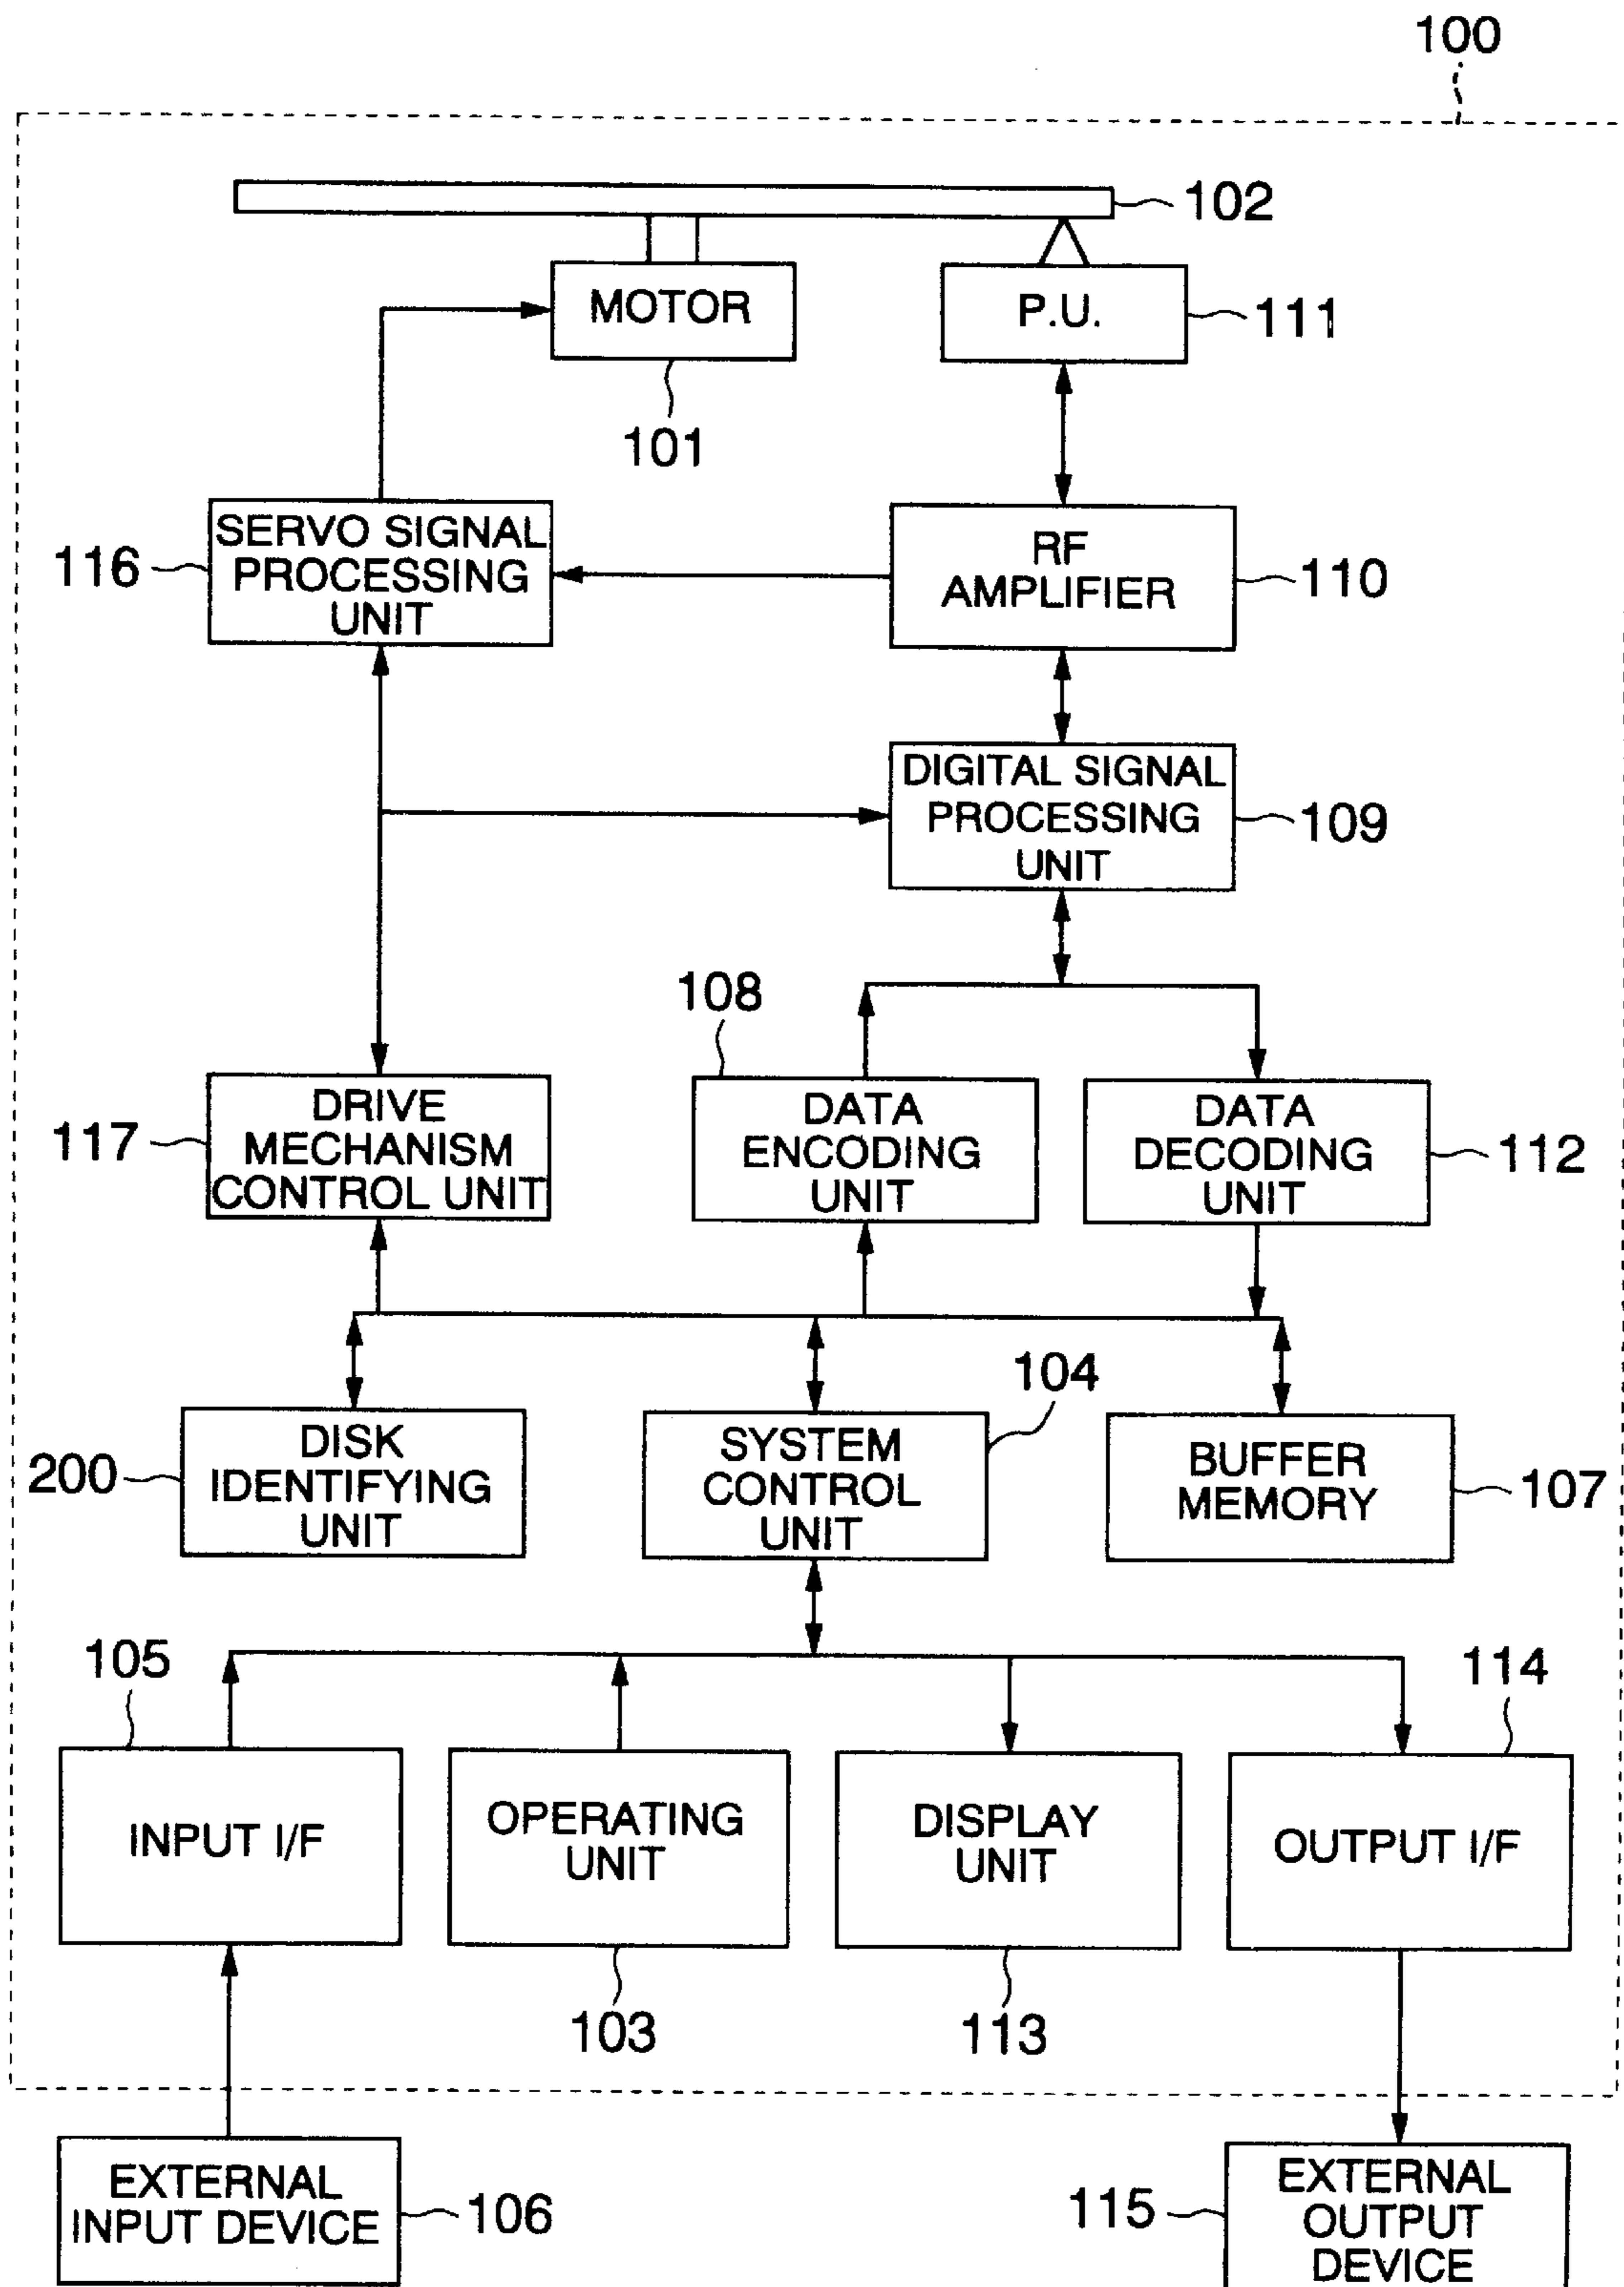 100
102
MOTOR
P.U.
111
101
SERVO SIGNAL
PROCESSING
UNIT
116
RF
AMPLIFIER
110
DIGITAL SIGNAL
PROCESSING
UNIT
109
108
DRIVE
MECHANISM
CONTROL UNIT
117
DATA
ENCODING
UNIT
DATA
DECODING
UNIT
112
104
DISK
IDENTIFYING
UNIT
200
SYSTEM
CONTROL
UNIT
BUFFER
MEMORY
107
105
114
INPUT I/F
OPERATING
UNIT
DISPLAY
UNIT
OUTPUT I/F
103
113
EXTERNAL
INPUT DEVICE
106
115
EXTERNAL
OUTPUT
DEVICE